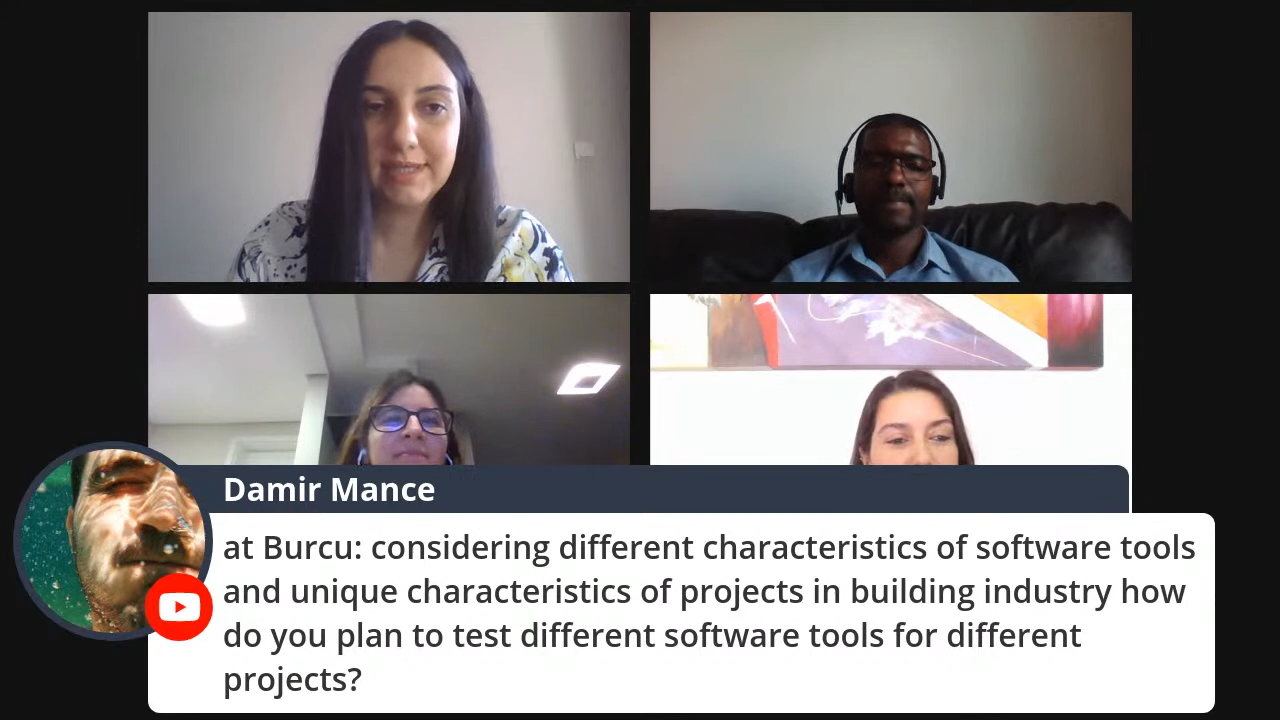 Damir Mance
at Burcu: considering different characteristics of software tools
and unique characteristics of projects in building industry how
do you plan to test different software tools for different
projects?